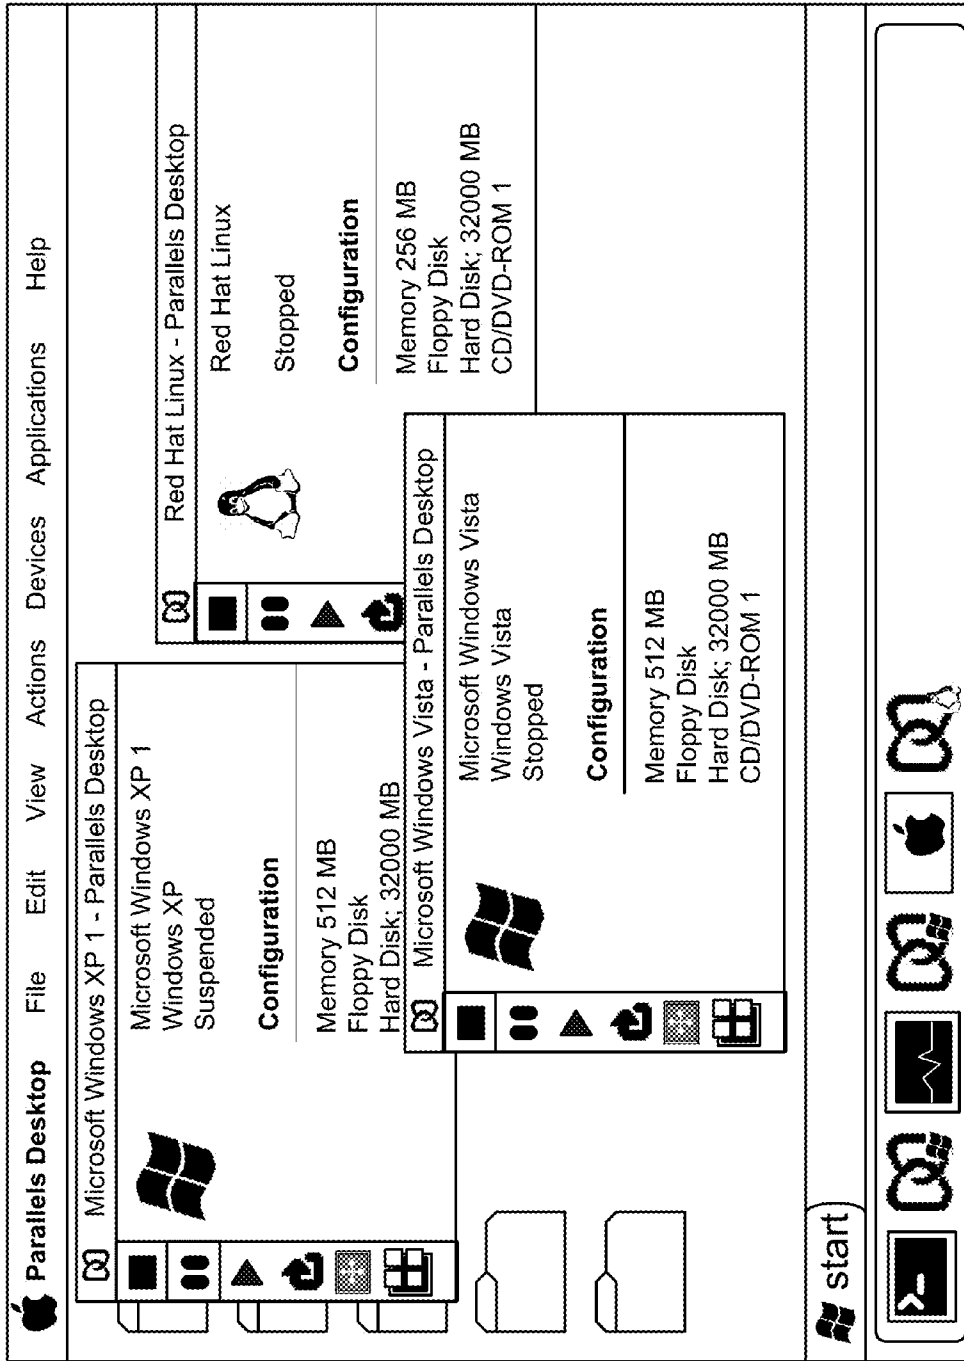 Parallels Desktop File Edit View Actions Devices Applications Help
Microsoft Windows XP 1 - Parallels Desktop
Microsoft Windows XP 1
Windows XP
Suspended
Configuration
Memory 512 MB
Floppy Disk
Hard Disk; 32000 MB
Red Hat Linux - Parallels Desktop
Red Hat Linux
Stopped
Configuration
Memory 256 MB
Floppy Disk
Hard Disk; 32000 MB
CD/DVD-ROM 1
Microsoft Windows Vista - Parallels Desktop
Microsoft Windows Vista
Windows Vista
Stopped
Configuration
Memory 512 MB
Floppy Disk
Hard Disk; 32000 MB
CD/DVD-ROM 1
start